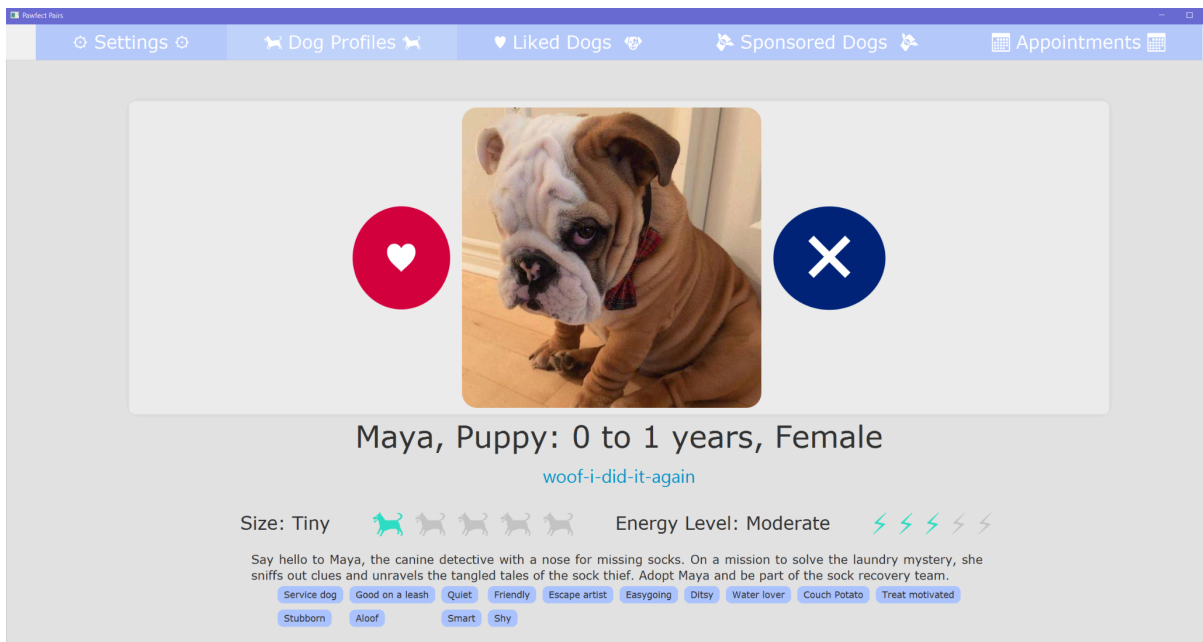 Pawfect Pairs
Settings
Dog Profiles
Liked Dogs
Sponsored Dogs
Appointments
Maya, Puppy: 0 to 1 years, Female
woof-i-did-it-again
Size: Tiny
Energy Level: Moderate
Say hello to Maya, the canine detective with a nose for missing socks. On a mission to solve the laundry mystery, she
sniffs out clues and unravels the tangled tales of the sock thief. Adopt Maya and be part of the sock recovery team.
Service dog Good on a leash Quiet Friendly Escape artist Easygoing Ditsy Water lover Couch Potato Treat motivated
Stubborn Aloof Smart Shy